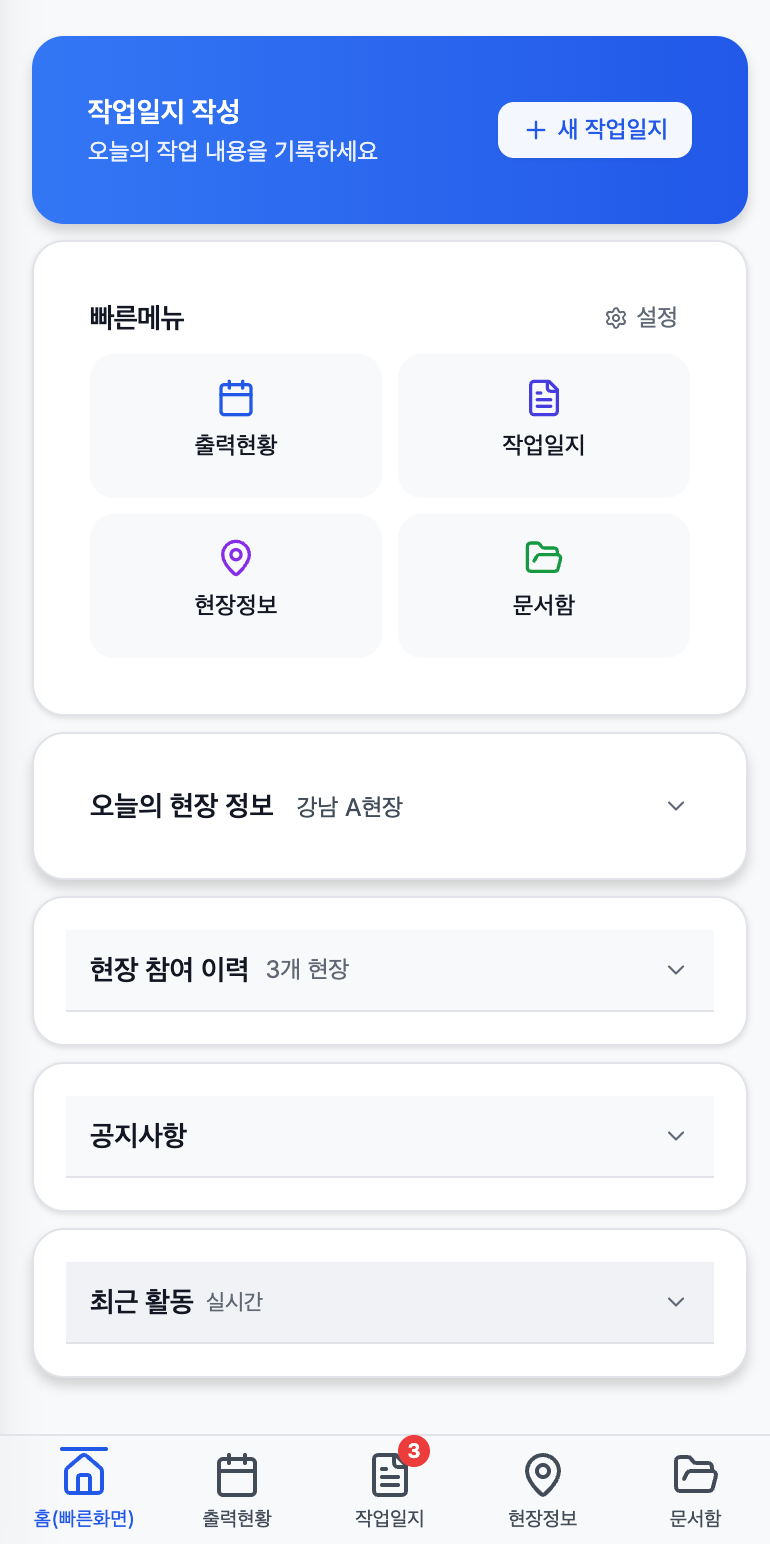 작업일지 작성
오늘의 작업 내용을 기록하세요
새 작업일지
빠른메뉴
설정
출력현황
작업일지
현장정보
문서함
오늘의 현장 정보 강남 A현장
현장 참여 이력 3개 현장
공지사항
최근 활동 실시간
3
홈(빠른화면)
출력현황
작업일지
현장정보
문서함